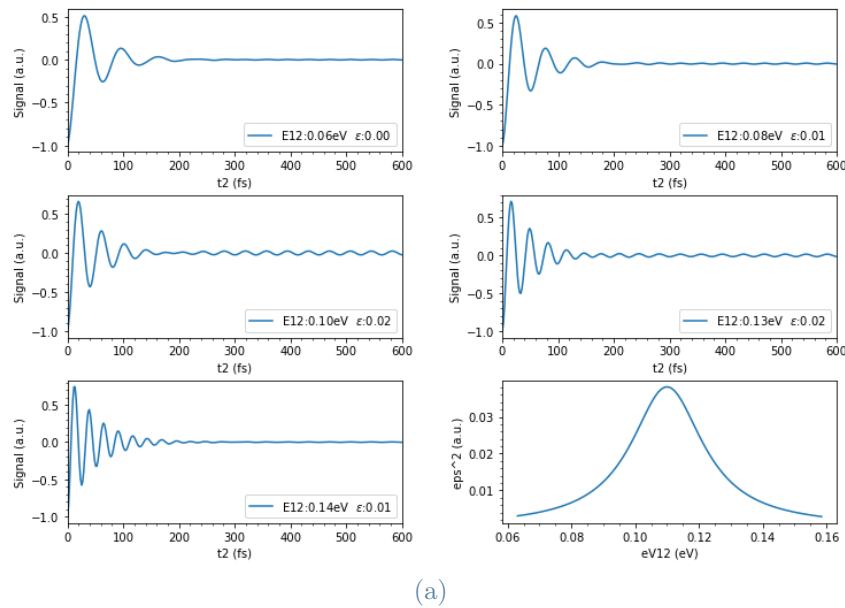 0.5
0.0
−0.5
−1.0
Signal (a.u.)
E12:0.06eV ε:0.00
0 100 200 300 400 500 600
t2 (fs)
0.5
0.0
−0.5
−1.0
Signal (a.u.)
E12:0.08eV ε:0.01
0 100 200 300 400 500 600
t2 (fs)
0.5
0.0
−0.5
−1.0
Signal (a.u.)
E12:0.10eV ε:0.02
0 100 200 300 400 500 600
t2 (fs)
0.5
0.0
−0.5
−1.0
Signal (a.u.)
E12:0.13eV ε:0.02
0 100 200 300 400 500 600
t2 (fs)
0.5
0.0
−0.5
−1.0
Signal (a.u.)
E12:0.14eV ε:0.01
0 100 200 300 400 500 600
t2 (fs)
0.03
0.02
0.01
eps^2 (a.u.)
0.06 0.08 0.10 0.12 0.14 0.16
eV12 (eV)
(a)